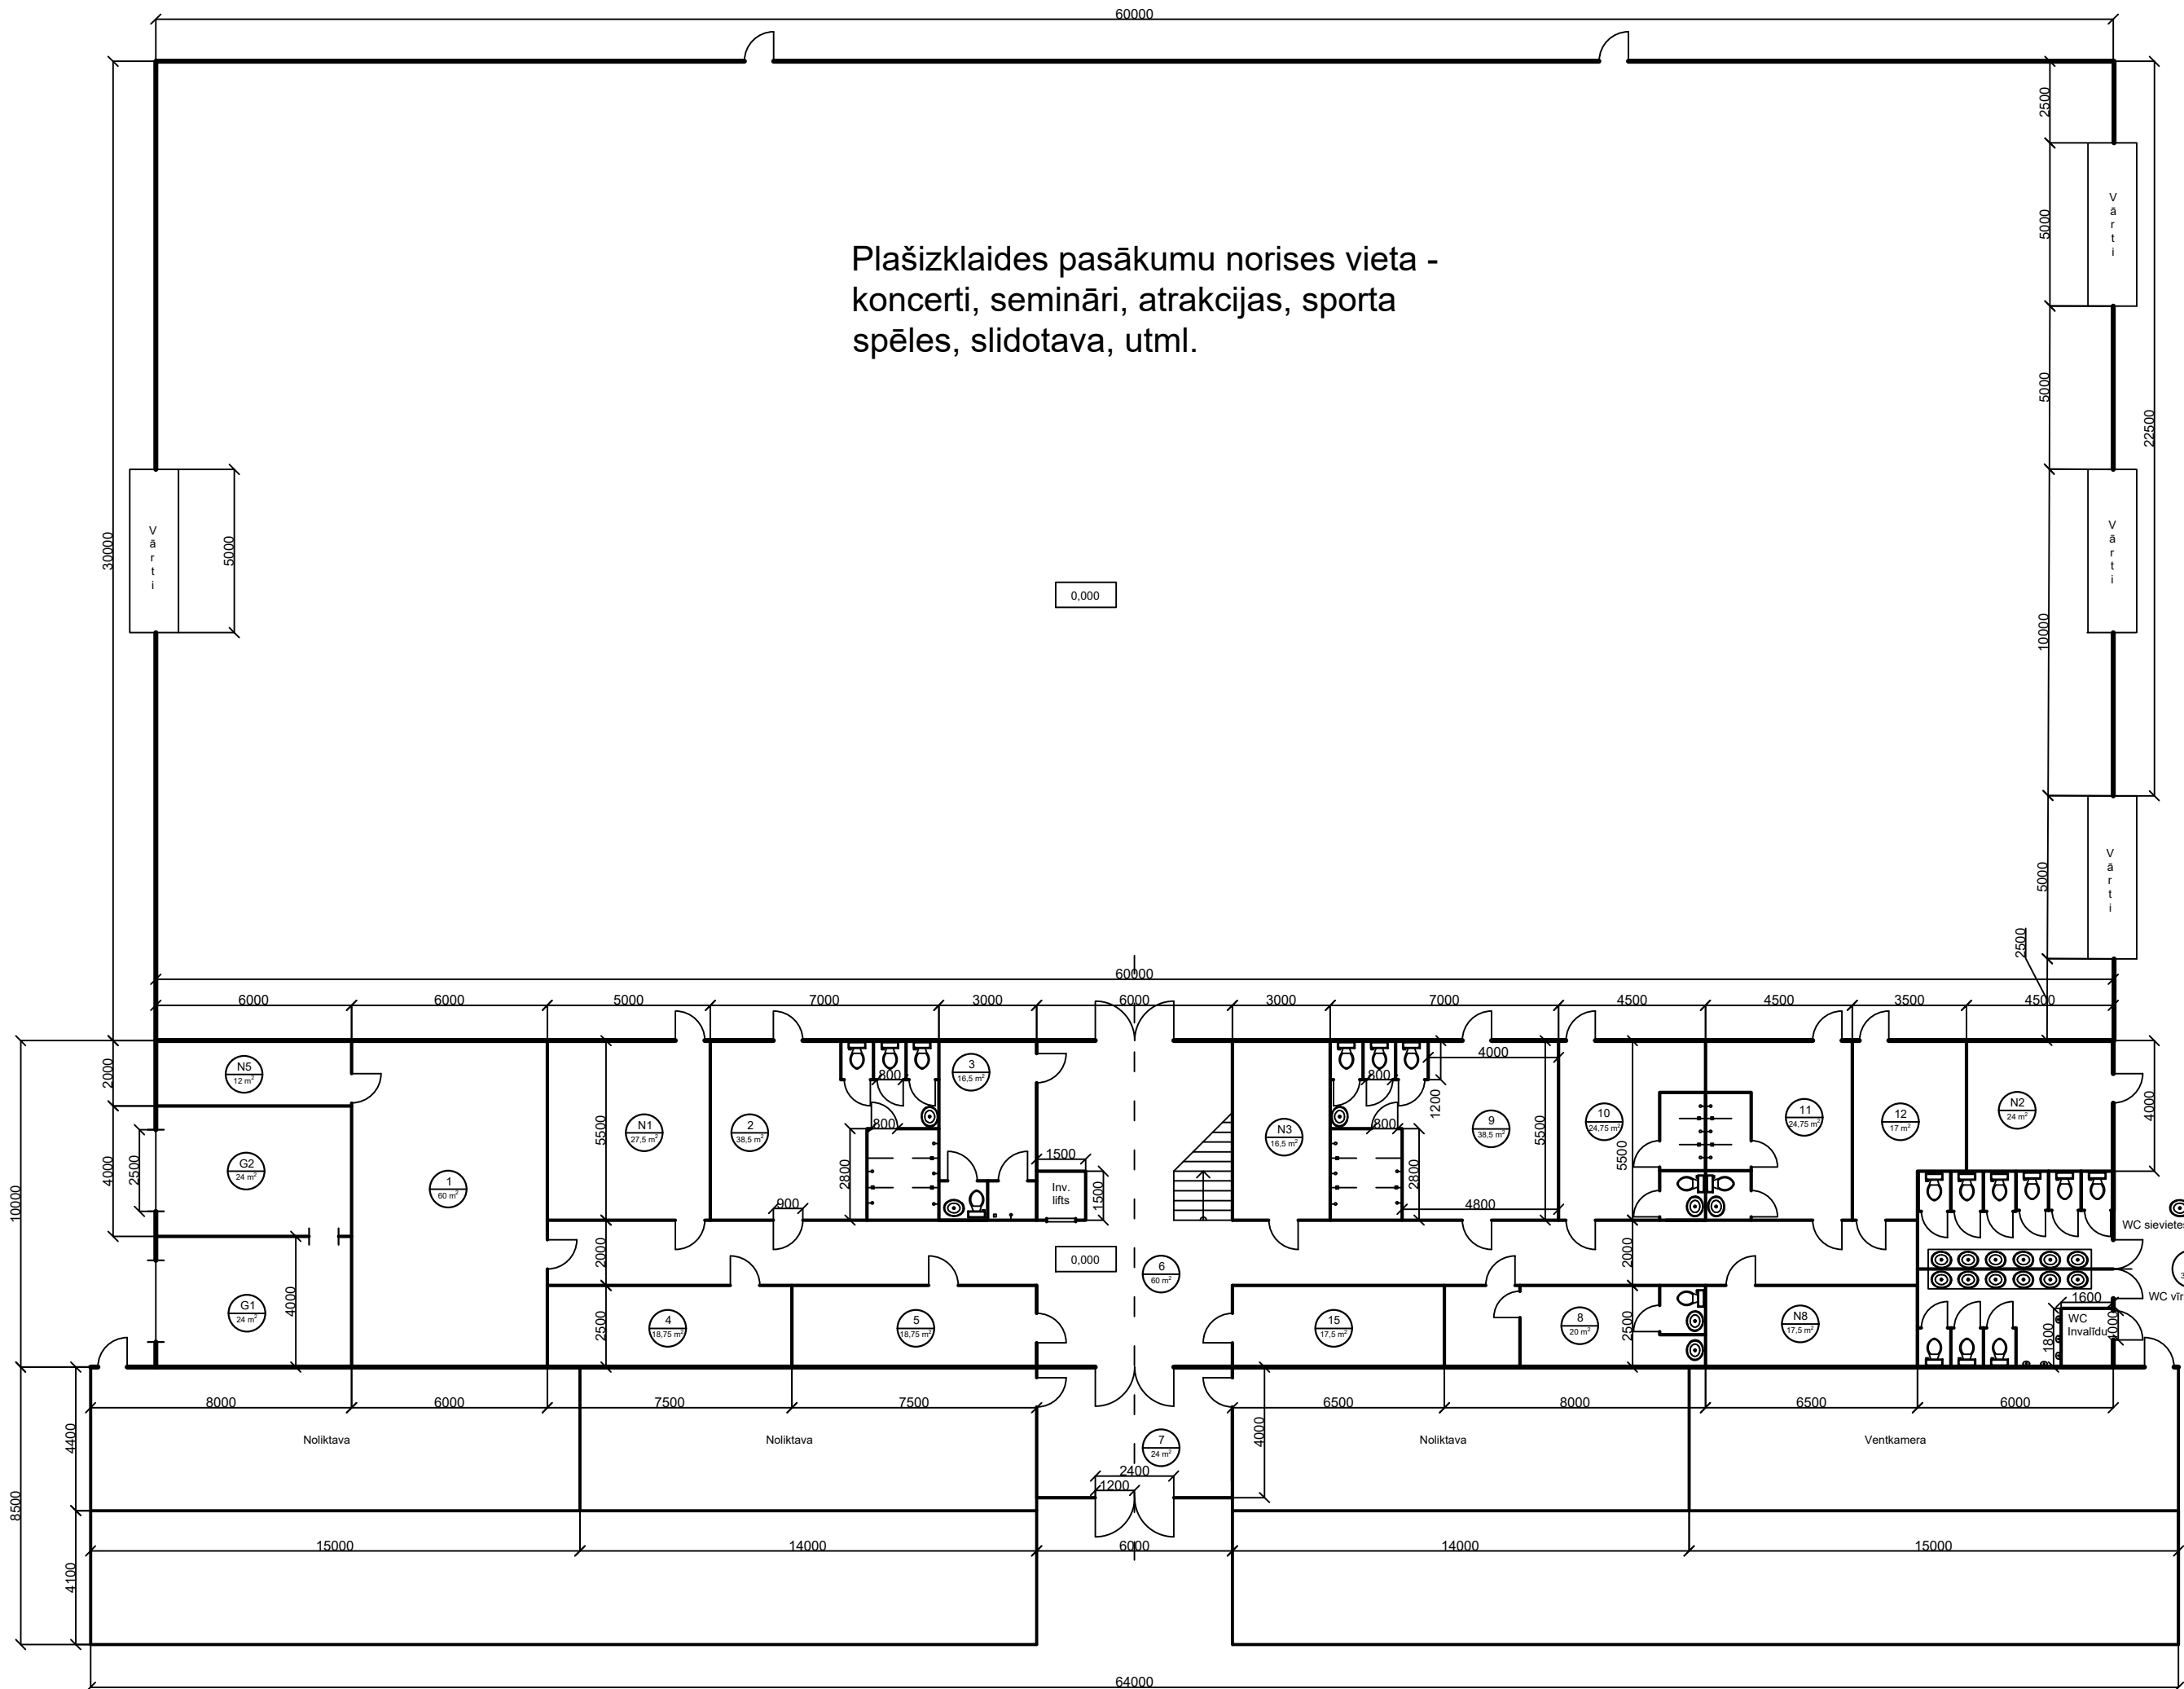 60000
2500
Vārti
5000
Plašizklaides pasākumu norises vieta -
koncerti, semināri, atrakcijas, sporta
spēles, slidotava, utml.
5000
22500
30000
Vārti
5000
Vārti
0,000
10000
Vārti
5000
2500
60000
6000 6000 5000 7000 3000 6000 3000 7000 4500 4500 3500 4500
10000
2000
4000
2500
4000
N5
12 m²
G2
24 m²
G1
24 m²
1
60 m²
5500
2000
2500
N1
27,5 m²
2
38,5 m²
800
800
2800
900
3
16,5 m²
1500
Inv.
lifts
1500
0,000
4
18,75 m²
5
18,75 m²
6
60 m²
N3
16,5 m²
800
800
2800
4000
1200
9
38,5 m²
5500
4800
10
24,75 m²
5500
2000
2500
11
24,75 m²
12
17 m²
N2
24 m²
4000
15
17,5 m²
8
20 m²
N8
17,5 m²
WC sievietes
WC vīr
1600
WC
Invalīdu
1800
1000
8000 6000 7500 7500 6500 8000 6500 6000
4400
8500
4100
Noliktava
Noliktava
Noliktava
Ventkamera
7
24 m²
4000
2400
1200
15000 14000 6000 14000 15000
64000